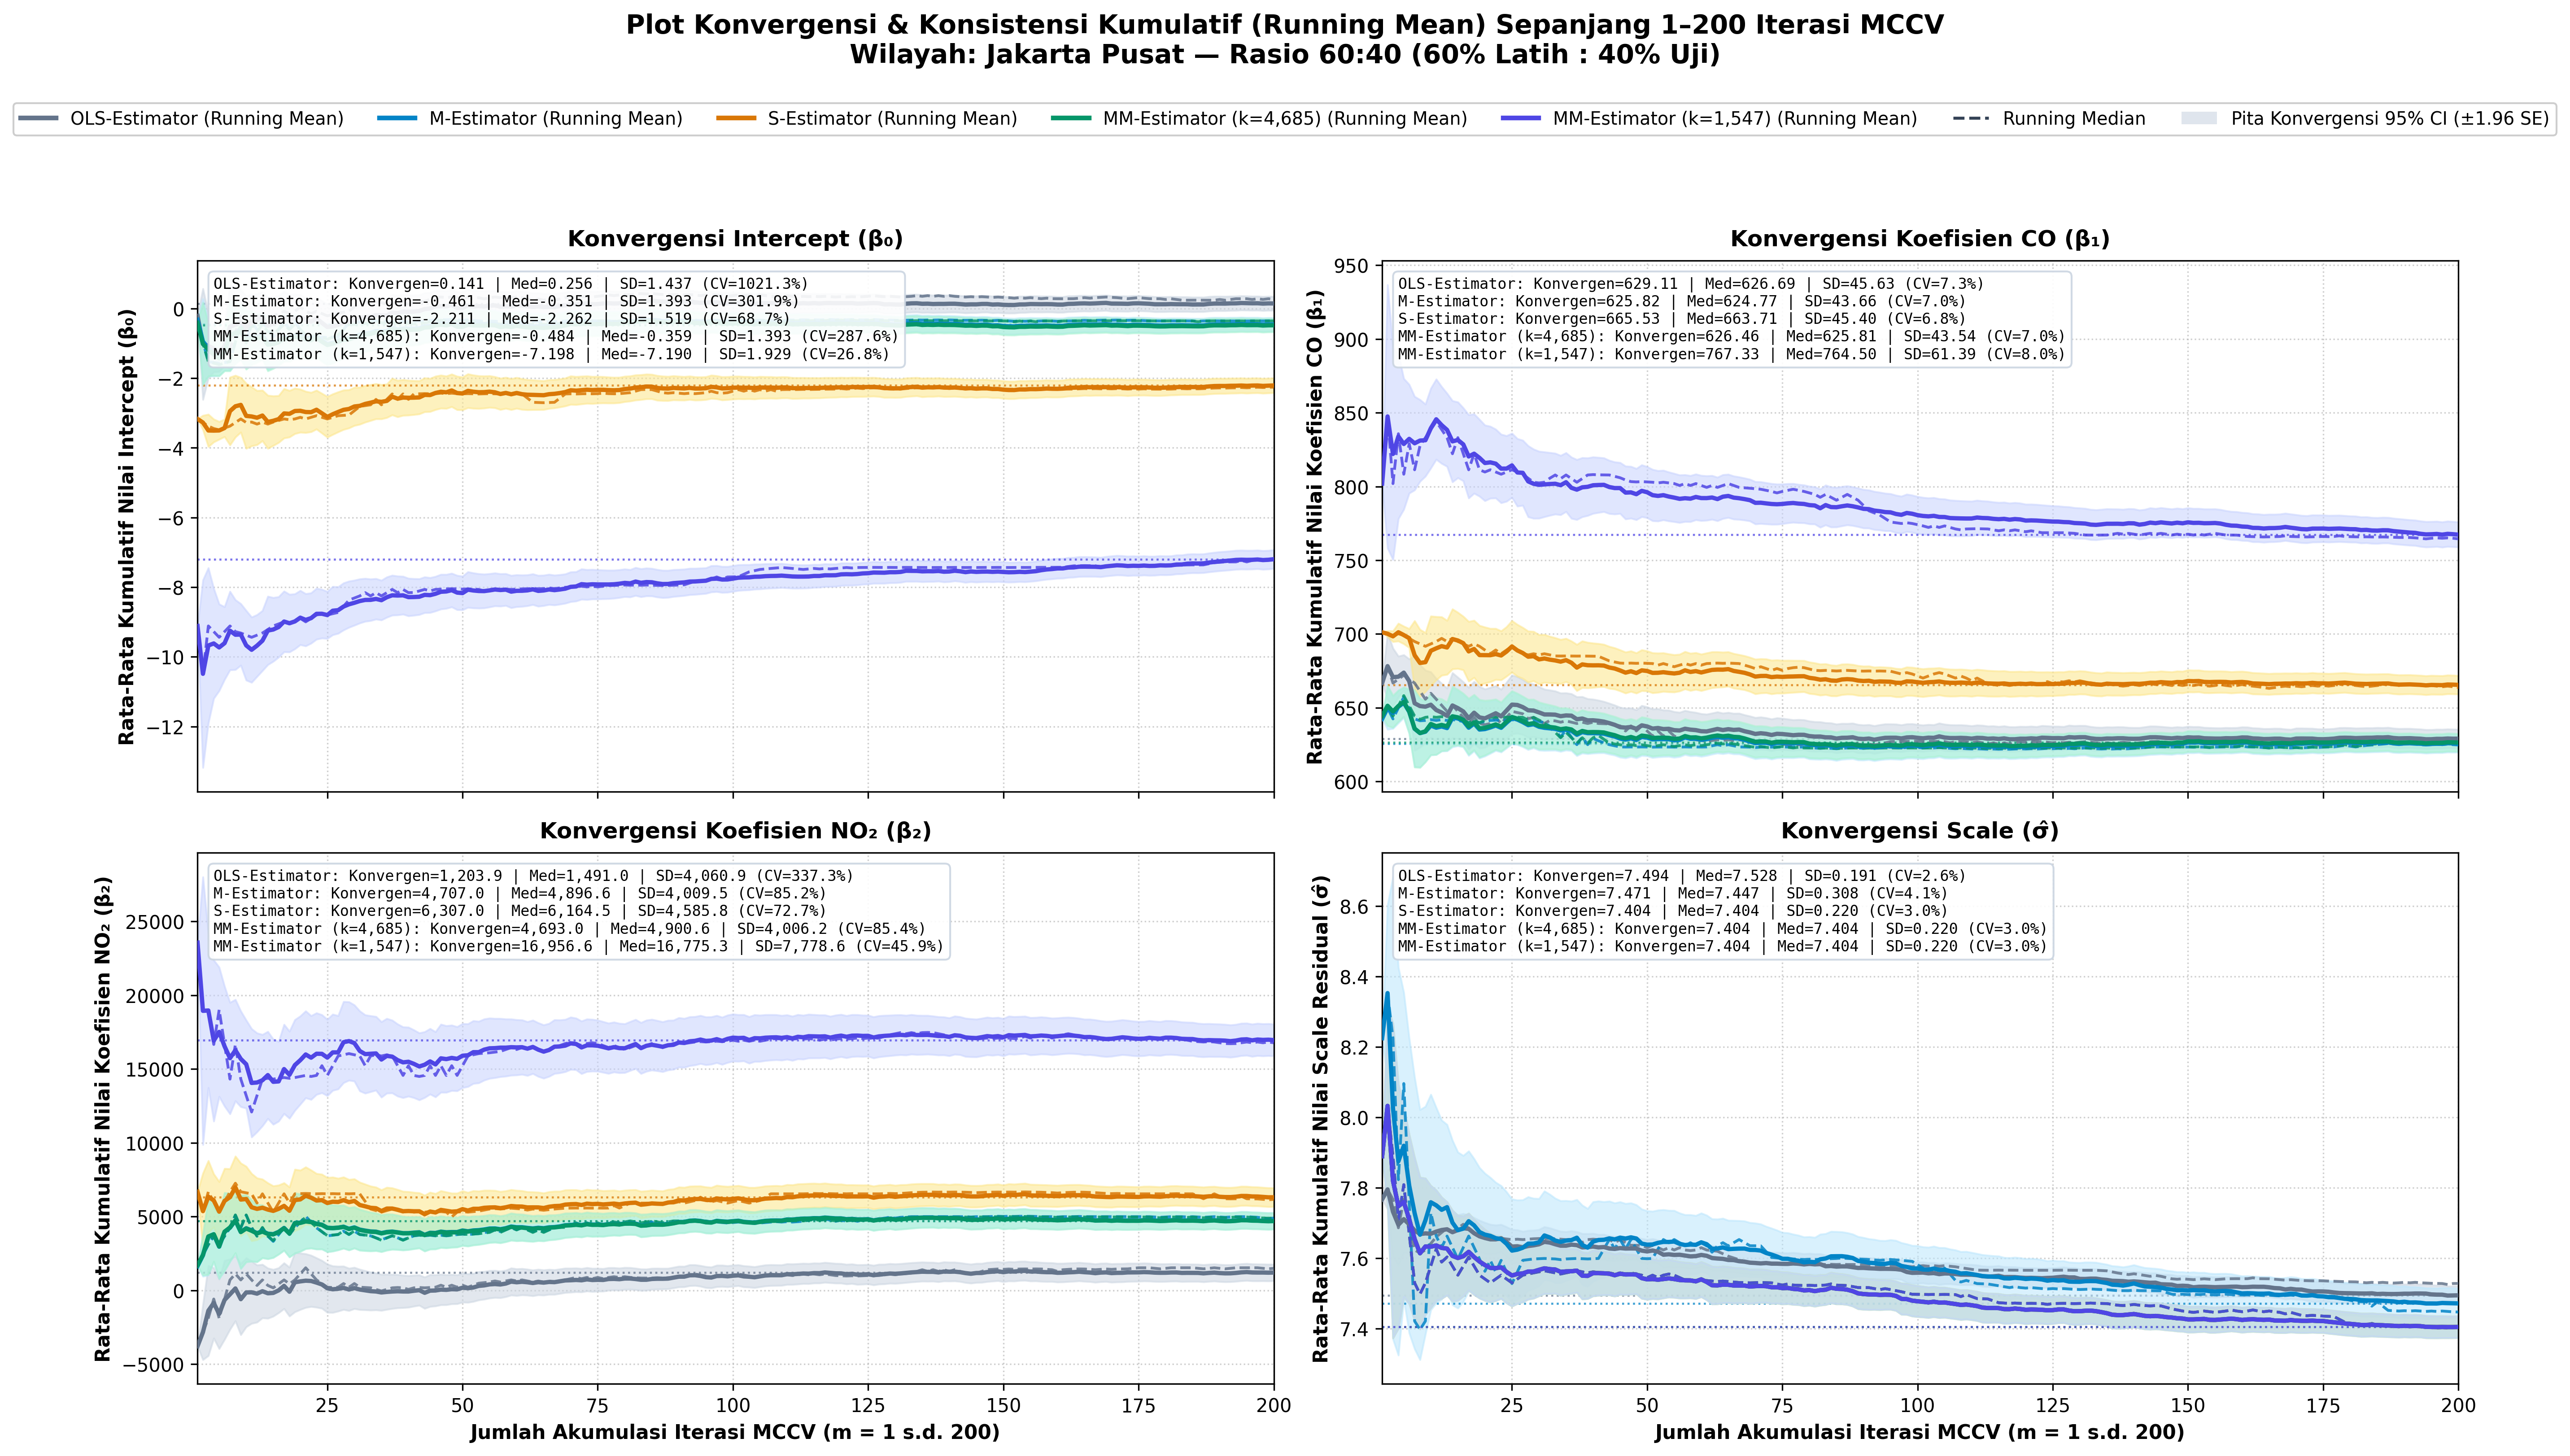 Plot Konvergensi & Konsistensi Kumulatif (Running Mean) Sepanjang 1–200 Iterasi MCCV
Wilayah: Jakarta Pusat — Rasio 60:40 (60% Latih : 40% Uji)
OLS-Estimator (Running Mean) M-Estimator (Running Mean) S-Estimator (Running Mean) MM-Estimator (k=4,685) (Running Mean) MM-Estimator (k=1,547) (Running Mean) Running Median Pita Konvergensi 95% CI (±1.96 SE)
Konvergensi Intercept (β₀)
OLS-Estimator: Konvergen=0.141 | Med=0.256 | SD=1.437 (CV=1021.3%)
M-Estimator: Konvergen=-0.461 | Med=-0.351 | SD=1.393 (CV=301.9%)
S-Estimator: Konvergen=-2.211 | Med=-2.262 | SD=1.519 (CV=68.7%)
MM-Estimator (k=4,685): Konvergen=-0.484 | Med=-0.359 | SD=1.393 (CV=287.6%)
MM-Estimator (k=1,547): Konvergen=-7.198 | Med=-7.190 | SD=1.929 (CV=26.8%)
Rata-Rata Kumulatif Nilai Intercept (β₀)
0
−2
−4
−6
−8
−10
−12
Konvergensi Koefisien CO (β₁)
OLS-Estimator: Konvergen=629.11 | Med=626.69 | SD=45.63 (CV=7.3%)
M-Estimator: Konvergen=625.82 | Med=624.77 | SD=43.66 (CV=7.0%)
S-Estimator: Konvergen=665.53 | Med=663.71 | SD=45.40 (CV=6.8%)
MM-Estimator (k=4,685): Konvergen=626.46 | Med=625.81 | SD=43.54 (CV=7.0%)
MM-Estimator (k=1,547): Konvergen=767.33 | Med=764.50 | SD=61.39 (CV=8.0%)
Rata-Rata Kumulatif Nilai Koefisien CO (β₁)
950
900
850
800
750
700
650
600
Konvergensi Koefisien NO₂ (β₂)
OLS-Estimator: Konvergen=1,203.9 | Med=1,491.0 | SD=4,060.9 (CV=337.3%)
M-Estimator: Konvergen=4,707.0 | Med=4,896.6 | SD=4,009.5 (CV=85.2%)
S-Estimator: Konvergen=6,307.0 | Med=6,164.5 | SD=4,585.8 (CV=72.7%)
MM-Estimator (k=4,685): Konvergen=4,693.0 | Med=4,900.6 | SD=4,006.2 (CV=85.4%)
MM-Estimator (k=1,547): Konvergen=16,956.6 | Med=16,775.3 | SD=7,778.6 (CV=45.9%)
Rata-Rata Kumulatif Nilai Koefisien NO₂ (β₂)
25000
20000
15000
10000
5000
0
−5000
25 50 75 100 125 150 175 200
Jumlah Akumulasi Iterasi MCCV (m = 1 s.d. 200)
Konvergensi Scale (σ̂)
OLS-Estimator: Konvergen=7.494 | Med=7.528 | SD=0.191 (CV=2.6%)
M-Estimator: Konvergen=7.471 | Med=7.447 | SD=0.308 (CV=4.1%)
S-Estimator: Konvergen=7.404 | Med=7.404 | SD=0.220 (CV=3.0%)
MM-Estimator (k=4,685): Konvergen=7.404 | Med=7.404 | SD=0.220 (CV=3.0%)
MM-Estimator (k=1,547): Konvergen=7.404 | Med=7.404 | SD=0.220 (CV=3.0%)
Rata-Rata Kumulatif Nilai Scale Residual (σ̂)
8.6
8.4
8.2
8.0
7.8
7.6
7.4
25 50 75 100 125 150 175 200
Jumlah Akumulasi Iterasi MCCV (m = 1 s.d. 200)